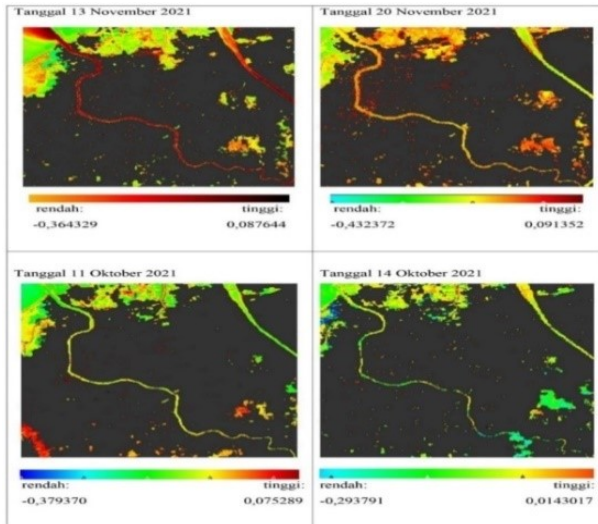 Tanggal 13 November 2021
Tanggal 20 November 2021
rendah: tinggi:
-0,364329 0,087644
rendah: tinggi:
-0,432372 0,091352
Tanggal 11 Oktober 2021
Tanggal 14 Oktober 2021
rendah: tinggi:
-0,379370 0,075289
rendah: tinggi:
-0,293791 0,0143017